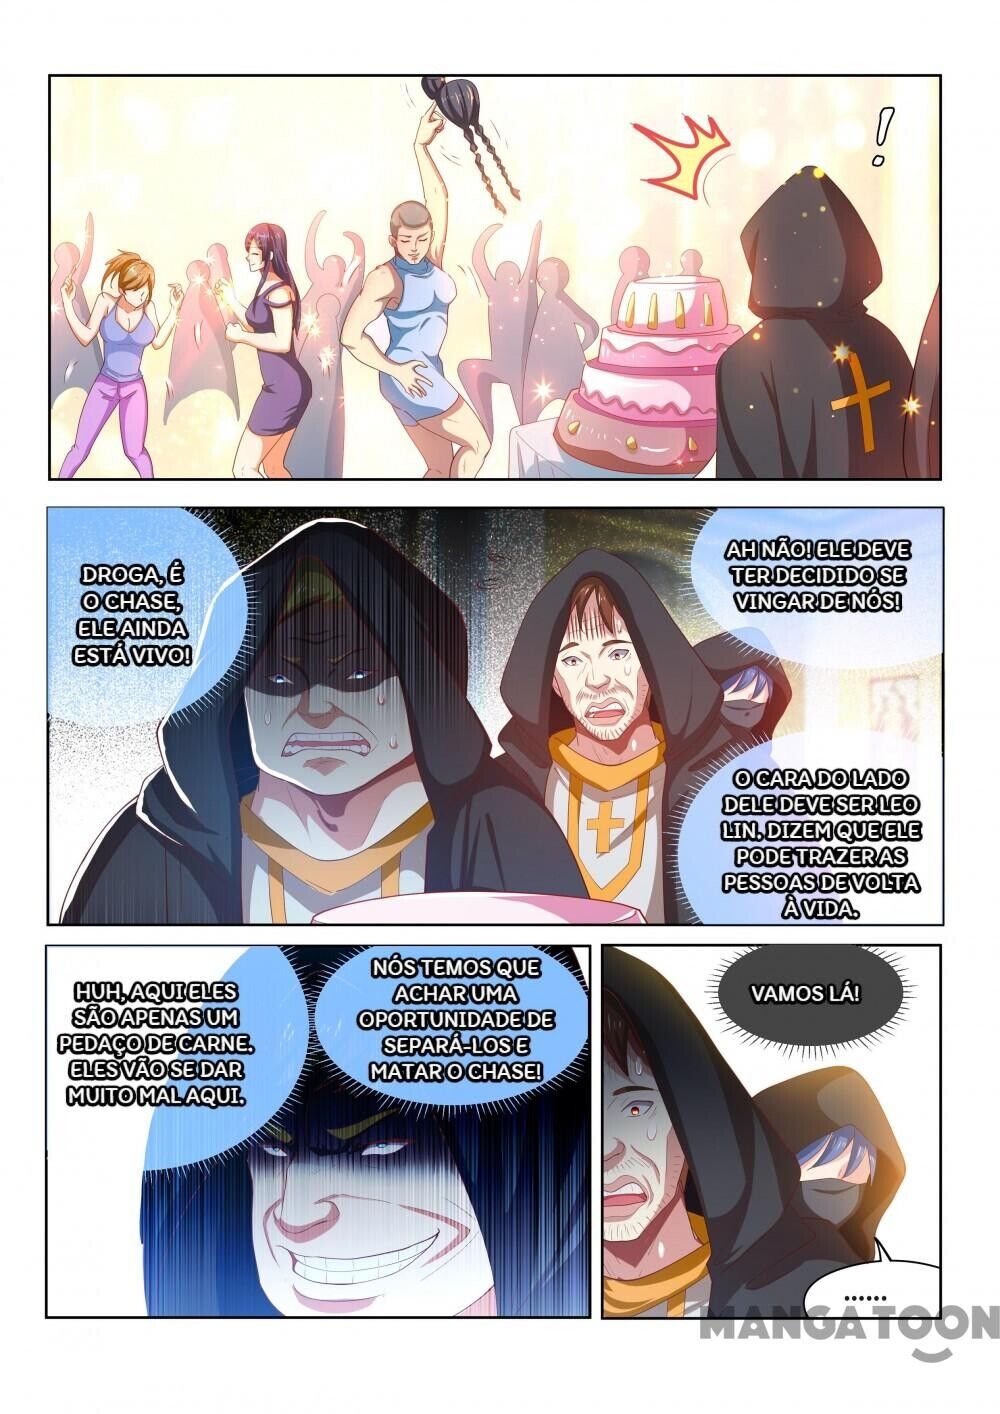 !
DROGA, É
O CHASE,
ELE AINDA
ESTÁ VIVO!
AH NÃO! ELE DEVE
TER DECIDIDO SE
VINGAR DE NÓS!
O CARA DO LADO
DELE DEVE SER LEO
LIN. DIZEM QUE ELE
PODE TRAZER AS
PESSOAS DE VOLTA
À VIDA.
HUH, AQUI ELES
SÃO APENAS UM
PEDAÇO DE CARNE.
ELES VÃO SE DAR
MUITO MAL AQUI.
NÓS TEMOS QUE
ACHAR UMA
OPORTUNIDADE DE
SEPARÁ-LOS E
MATAR O CHASE!
VAMOS LÁ!
......
MANGATOON